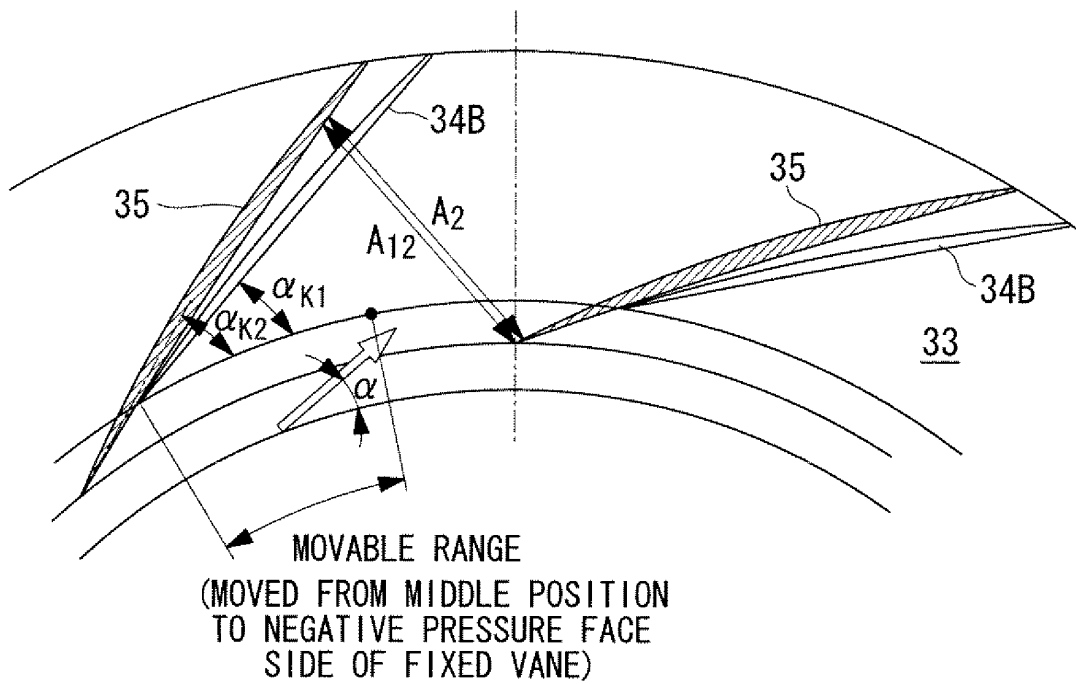 34B
35
A2
A12
35
αK1
αK2
34B
33
α
MOVABLE RANGE
(MOVED FROM MIDDLE POSITION
TO NEGATIVE PRESSURE FACE
SIDE OF FIXED VANE)